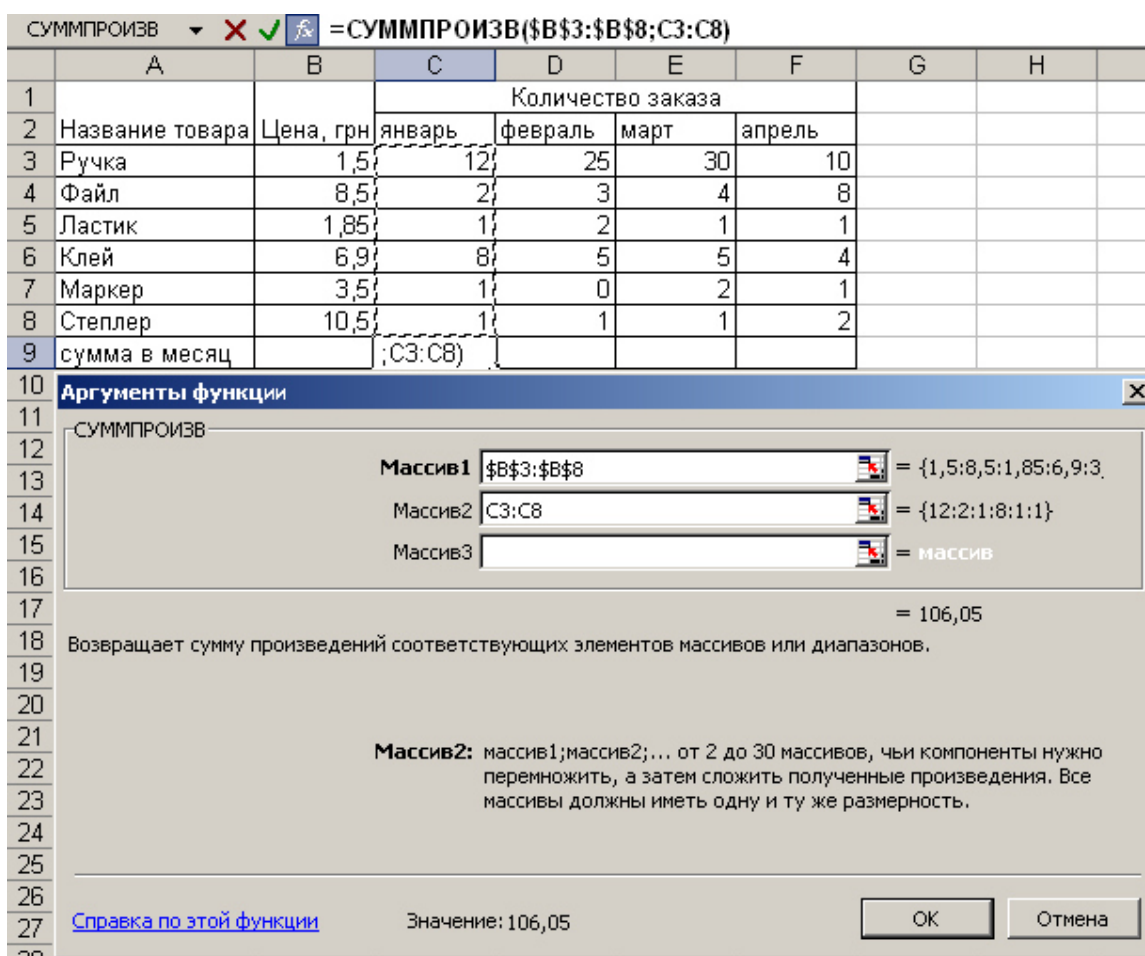 СУММПРОИЗВ =СУММПРОИЗВ($B$3:$B$8;C3:C8)
A B C D E F G H
1 Количество заказа
2 Название товара Цена, грн январь февраль март апрель
3 Ручка 1,5 12 25 30 10
4 Файл 8,5 2 3 4 8
5 Ластик 1,85 1 2 1 1
6 Клей 6,9 8 5 5 4
7 Маркер 3,5 1 0 2 1
8 Степлер 10,5 1 1 1 2
9 сумма в месяц ;C3:C8)
10 Аргументы функции
11
12 СУММПРОИЗВ
13 Массив1 $B$3:$B$8 = {1,5:8,5:1,85:6,9:3
14 Массив2 C3:C8 = {12:2:1:8:1:1}
15 Массив3 = массив
16
17 = 106,05
18 Возвращает сумму произведений соответствующих элементов массивов или диапазонов.
19
20
21 Массив2: массив1;массив2;... от 2 до 30 массивов, чьи компоненты нужно
22 перемножить, а затем сложить полученные произведения. Все
23 массивы должны иметь одну и ту же размерность.
24
25
26
27 Справка по этой функции Значение: 106,05 OK Отмена